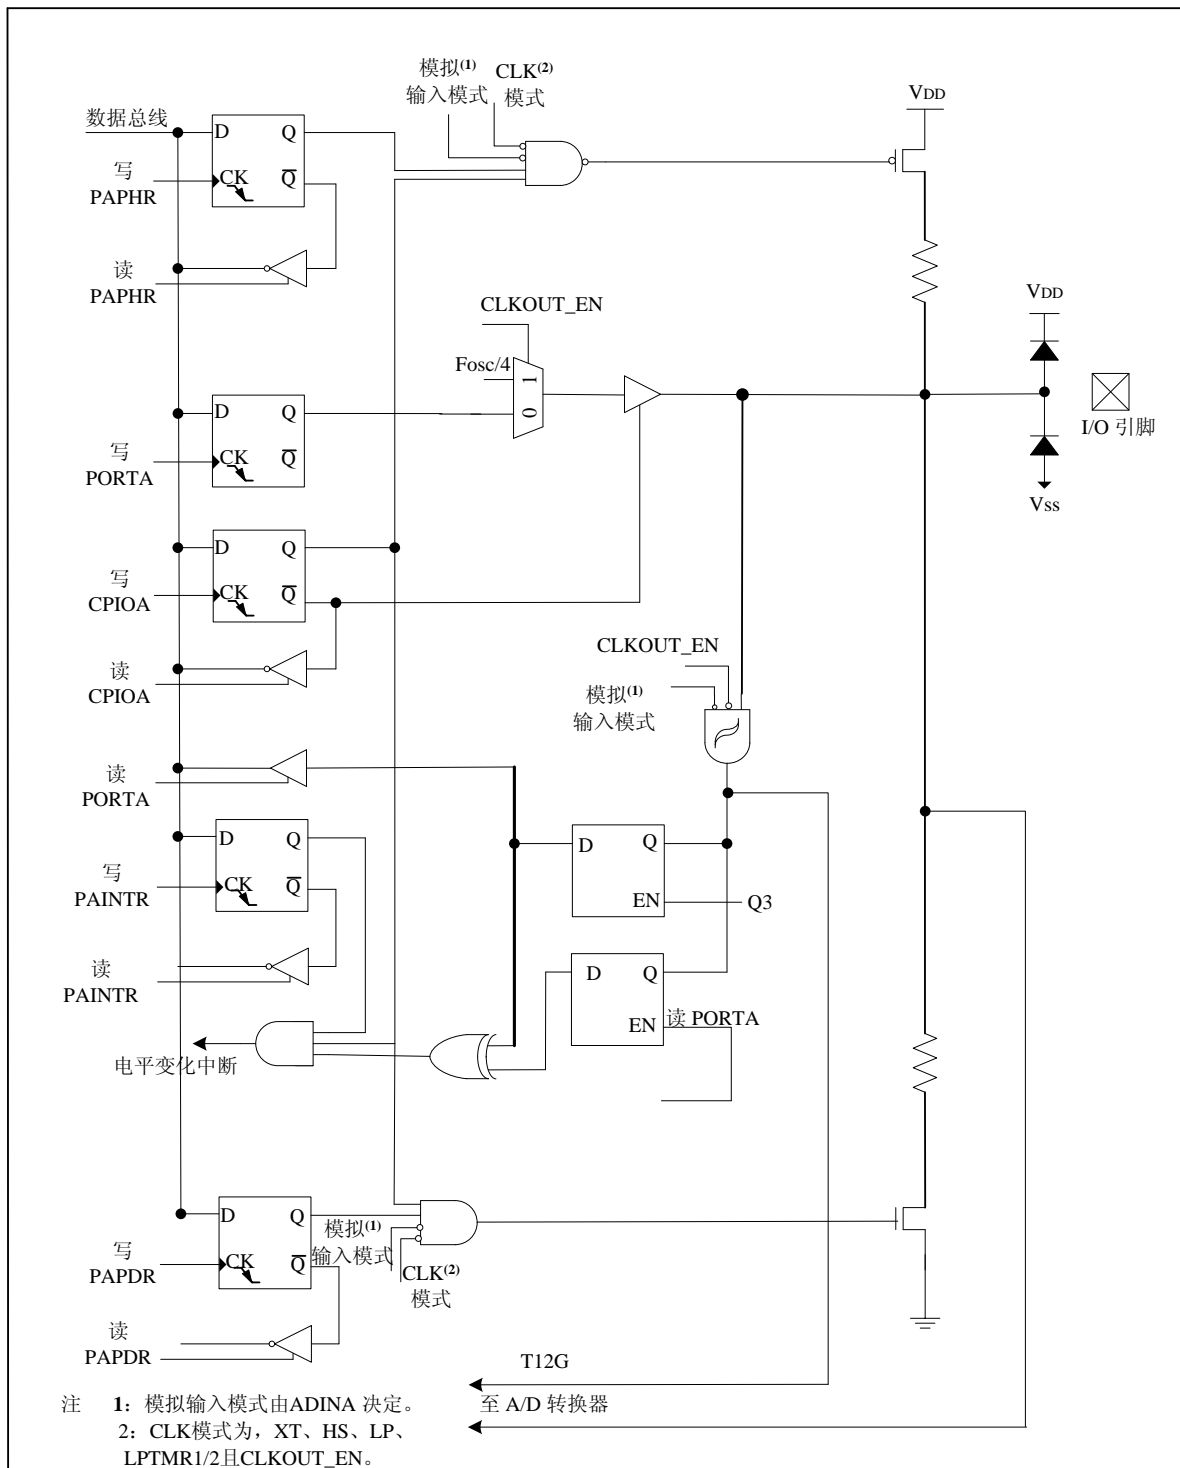 模拟(1)
输入模式
CLK(2)
模式
VDD
数据总线
D
Q
写
PAPHR
CK
Q
读
PAPHR
CLKOUT_EN
VDD
Fosc/4
1
0
D
Q
I/O 引脚
写
PORTA
CK
Q
Vss
D
Q
写
CPIOA
CK
Q
读
CPIOA
CLKOUT_EN
模拟(1)
输入模式
读
PORTA
D
Q
D
Q
写
PAINTR
CK
Q
EN
Q3
读
PAINTR
D
Q
EN
读 PORTA
电平变化中断
D
Q
模拟(1)
输入模式
写
PAPDR
CK
Q
CLK(2)
模式
读
PAPDR
T12G
至 A/D 转换器
注 1：模拟输入模式由ADINA 决定。
2：CLK模式为，XT、HS、LP、
LPTMR1/2且CLKOUT_EN。